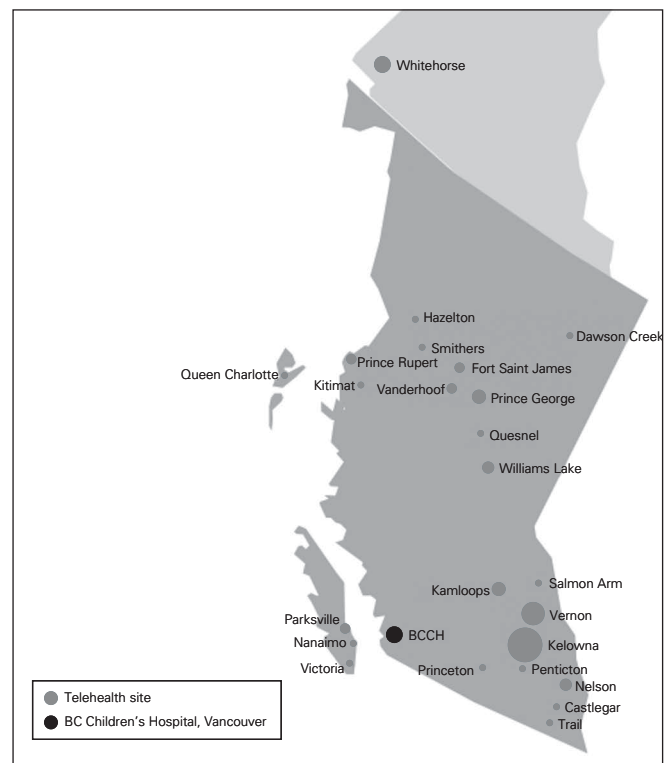 Whitehorse
Hazelton
Dawson Creek
Smithers
Prince Rupert
Fort Saint James
Queen Charlotte
Kitimat
Vanderhoof
Prince George
Quesnel
Williams Lake
Salmon Arm
Kamloops
Vernon
Parksville
BCCH
Nanaimo
Kelowna
Victoria
Princeton
Penticton
Nelson
Castlegar
Trail
Telehealth site
BC Children's Hospital, Vancouver